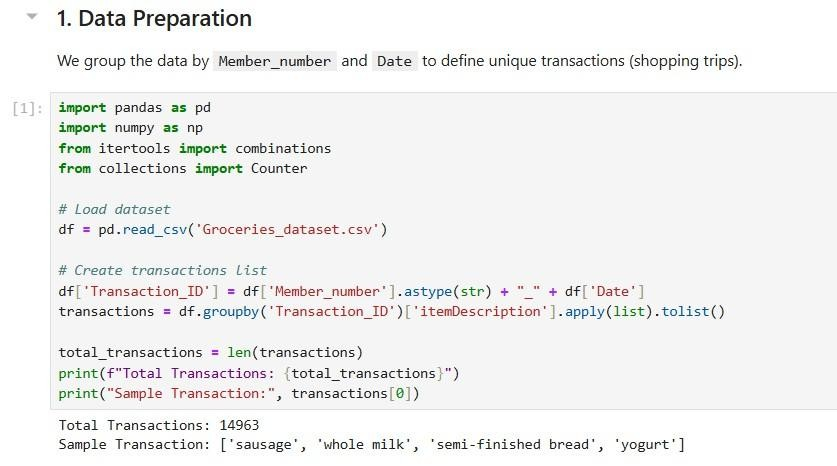 1. Data Preparation
We group the data by Member_number and Date to define unique transactions (shopping trips).
[1]:
import pandas as pd
import numpy as np
from itertools import combinations
from collections import Counter
# Load dataset
df = pd.read_csv('Groceries_dataset.csv')
# Create transactions list
df['Transaction_ID'] = df['Member_number'].astype(str) + "_" + df['Date']
transactions = df.groupby('Transaction_ID')['itemDescription'].apply(list).tolist()
total_transactions = len(transactions)
print(f"Total Transactions: {total_transactions}")
print("Sample Transaction:", transactions[0])
Total Transactions: 14963
Sample Transaction: ['sausage', 'whole milk', 'semi-finished bread', 'yogurt']